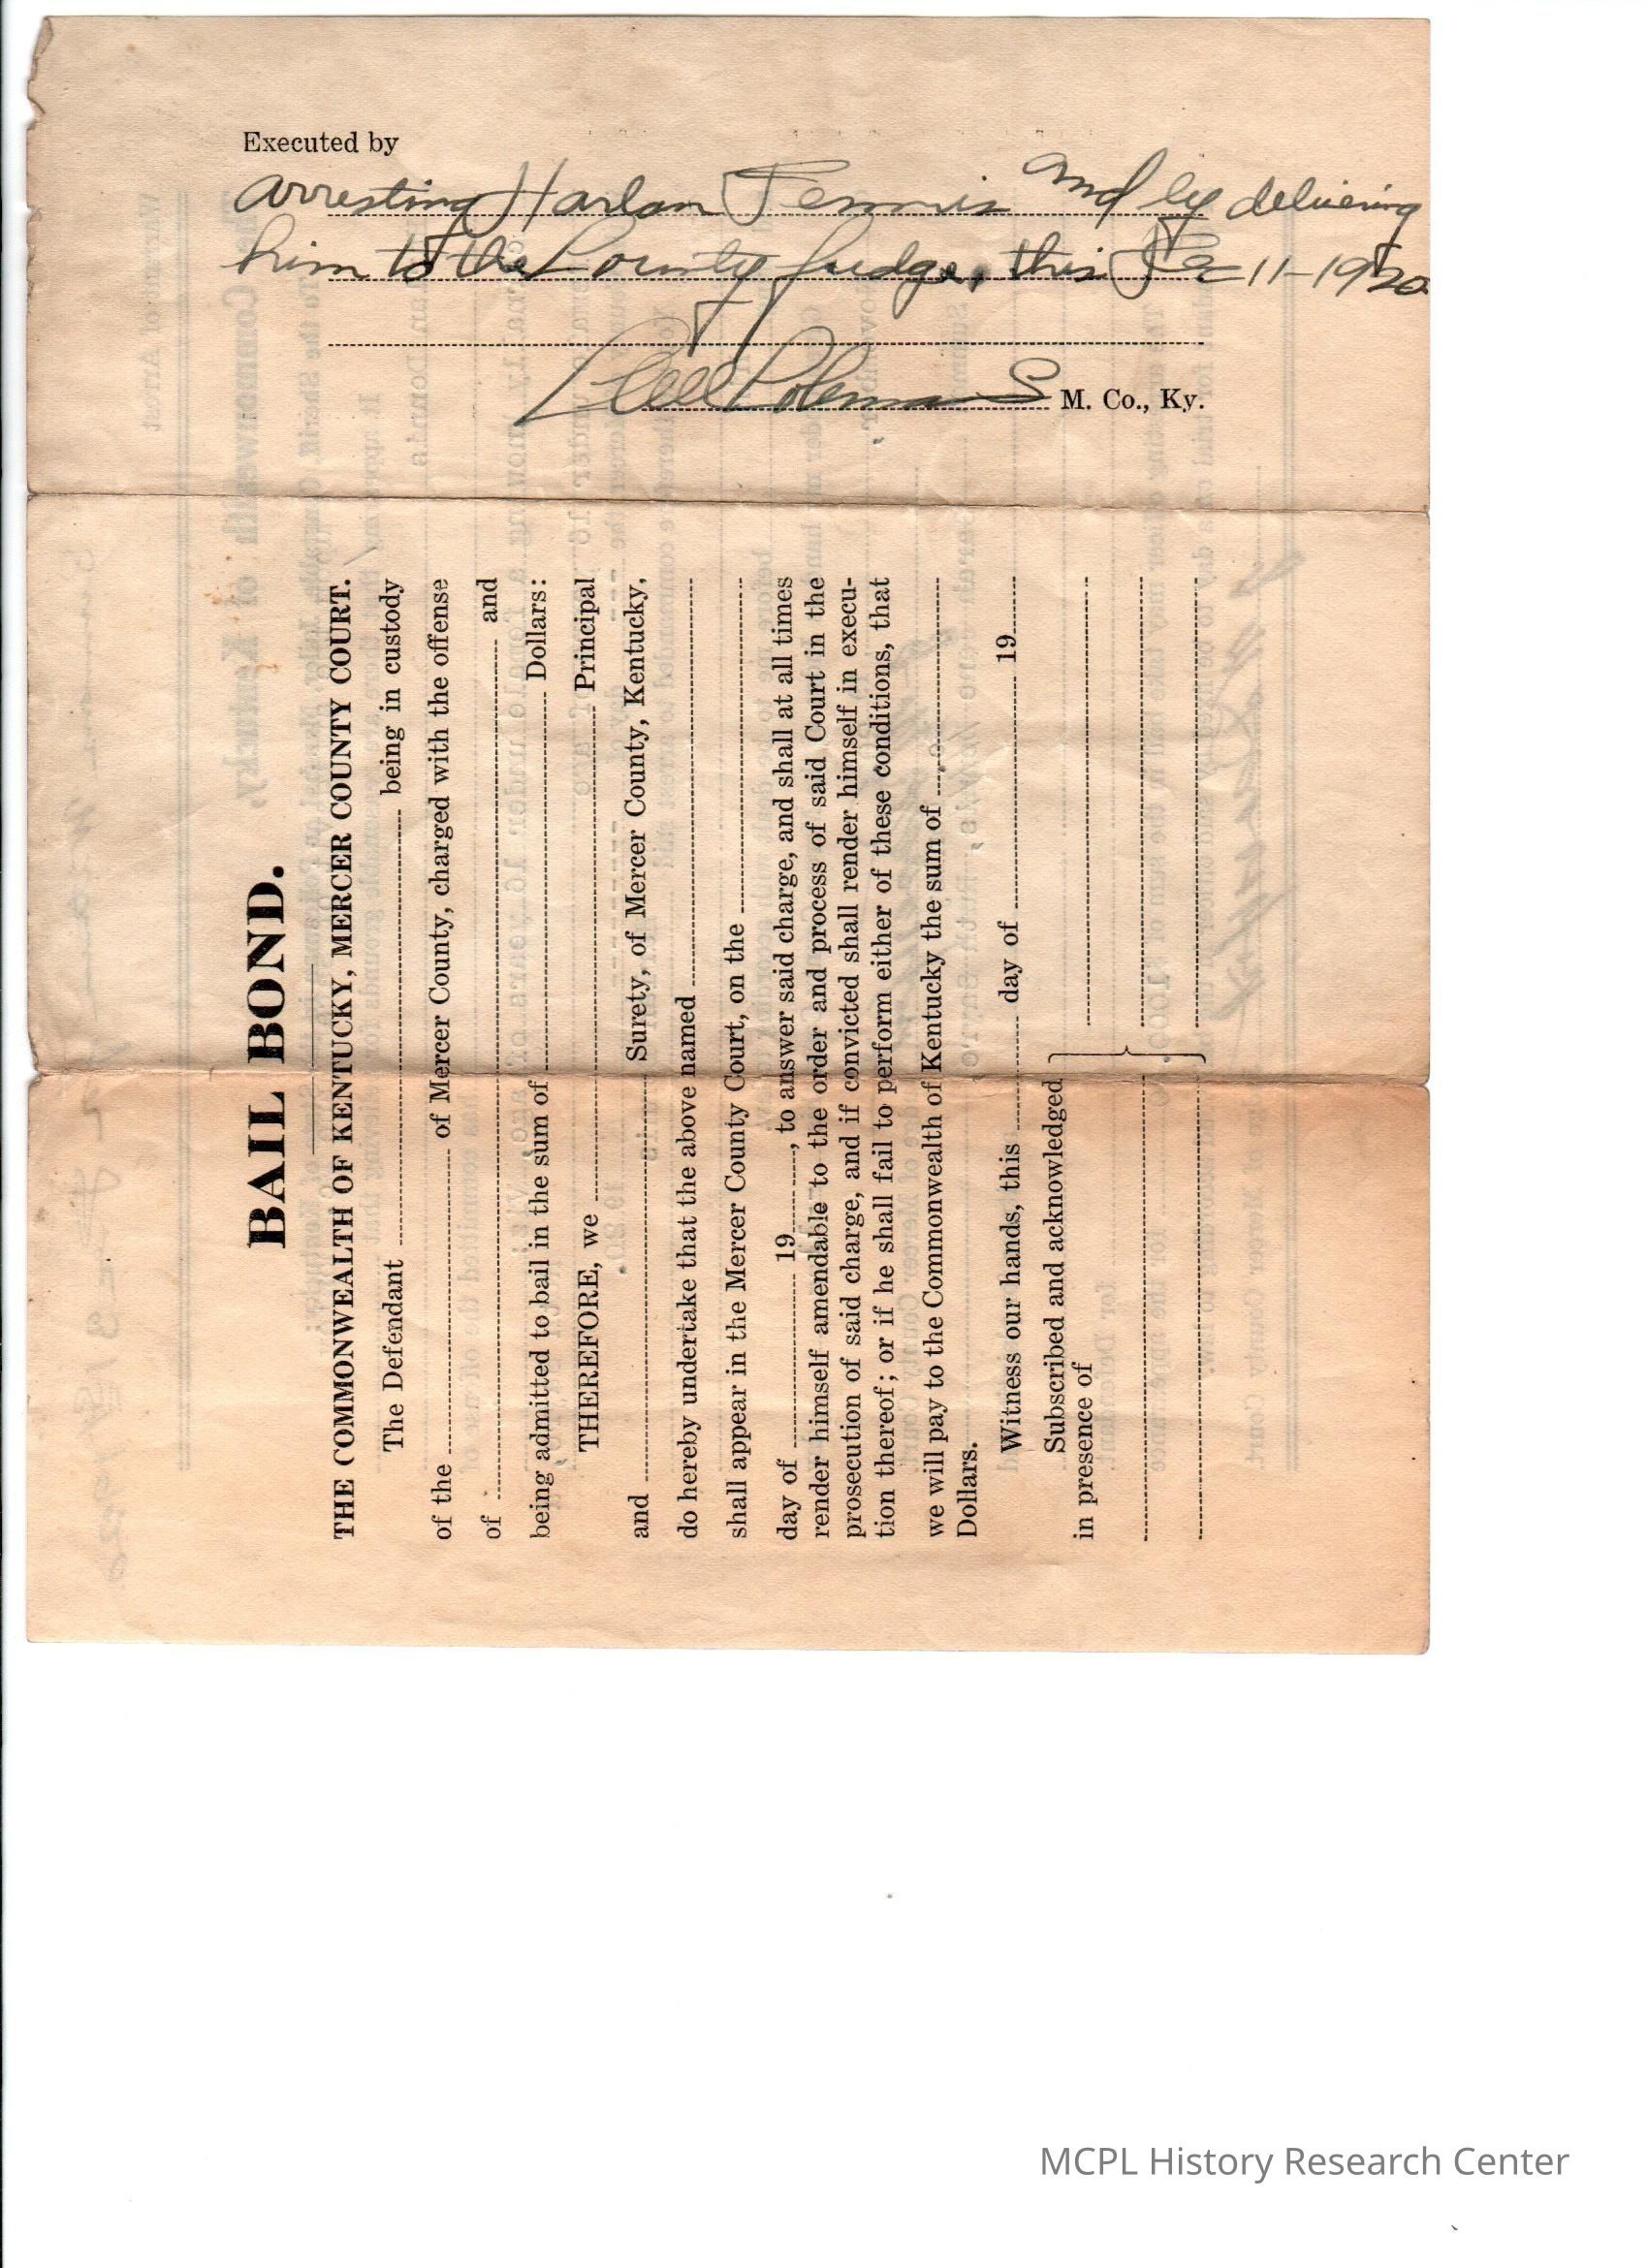 Executed by
arresting Harlan Dennis and by delivering
him to the County Judge, this Dec 11-1920
Coleman S M. Co., Ky.
BAIL BOND.
THE COMMONWEALTH OF KENTUCKY, MERCER COUNTY COURT.
The Defendant being in custody
of the of Mercer County, charged with the offense
of and
being admitted to bail in the sum of Dollars:
THEREFORE, we Principal
and Surety, of Mercer County, Kentucky,
do hereby undertake that the above named
shall appear in the Mercer County Court, on the
day of 19 , to answer said charge, and shall at all times
render himself amendable to the order and process of said Court in the
prosecution of said charge, and if convicted shall render himself in execu-
tion thereof; or if he shall fail to perform either of these conditions, that
we will pay to the Commonwealth of Kentucky the sum of
Dollars.
Witness our hands, this day of 19
Subscribed and acknowledged
in presence of
MCPL History Research Center